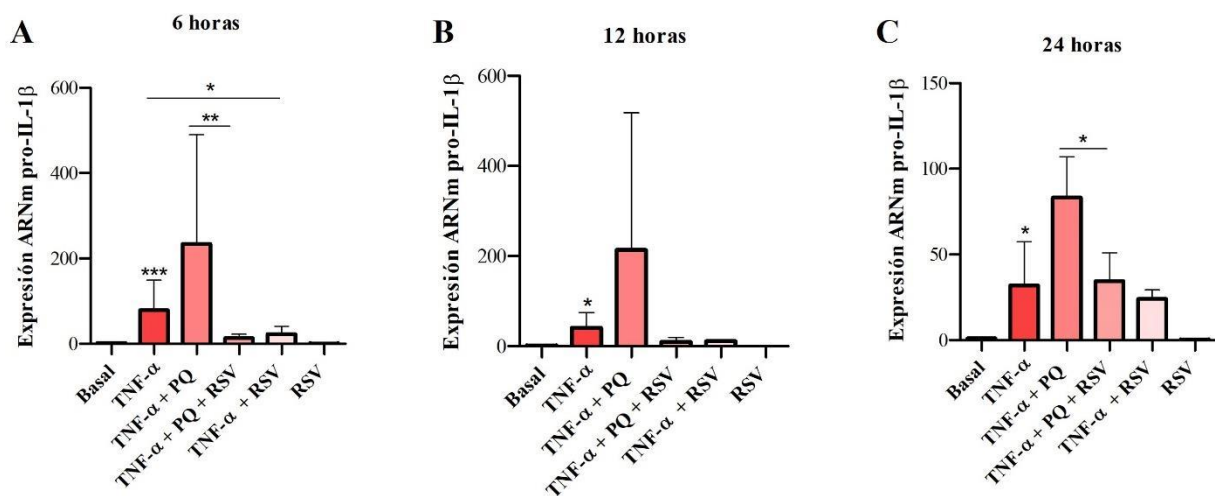 A
6 horas
Expresión ARNm pro-IL-1β
600
400
200
0
*
**
***
Basal
TNF-α
TNF-α + PQ
TNF-α + PQ + RSV
TNF-α + RSV
RSV
B
12 horas
Expresión ARNm pro-IL-1β
600
400
200
0
*
Basal
TNF-α
TNF-α + PQ
TNF-α + PQ + RSV
TNF-α + RSV
RSV
C
24 horas
Expresión ARNm pro-IL-1β
150
100
50
0
*
*
Basal
TNF-α
TNF-α + PQ
TNF-α + PQ + RSV
TNF-α + RSV
RSV